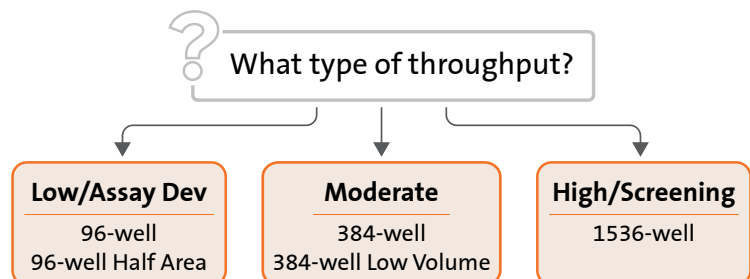 ?
What type of throughput?
Low/Assay Dev
96-well
96-well Half Area
Moderate
384-well
384-well Low Volume
High/Screening
1536-well